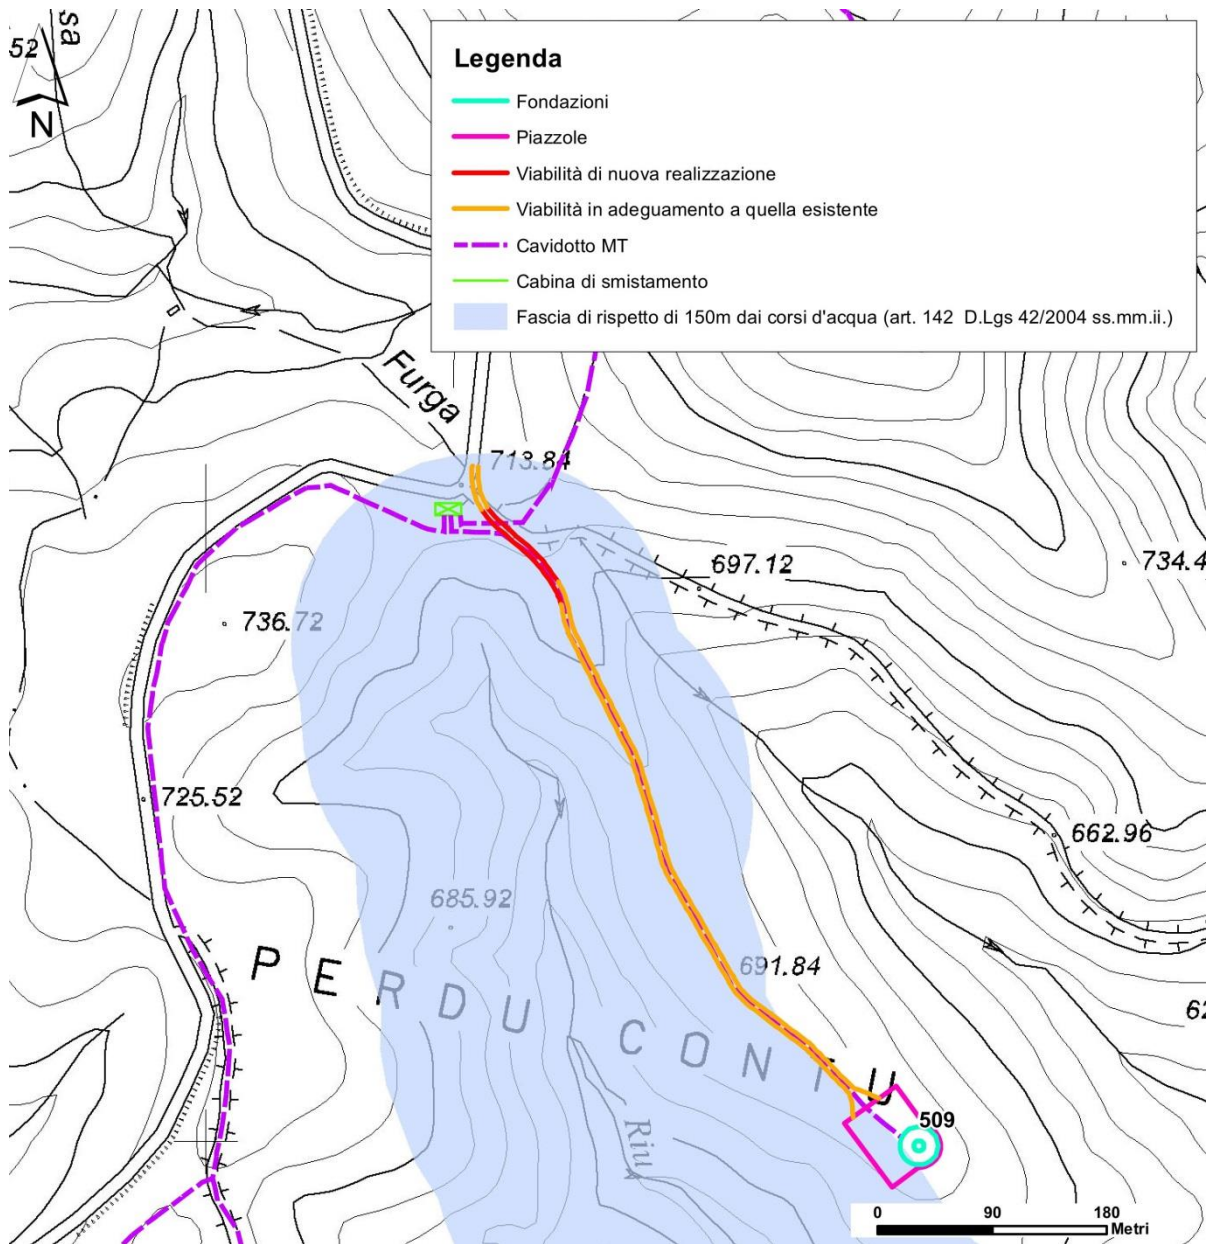 52
sa
N
Legenda
Fondazioni
Piazzole
Viabilità di nuova realizzazione
Viabilità in adeguamento a quella esistente
Cavidotto MT
Cabina di smistamento
Fascia di rispetto di 150m dai corsi d'acqua (art. 142 D.Lgs 42/2004 ss.mm.ii.)
Furga
713.84
697.12
734.4
736.72
725.52
662.96
685.92
691.84
PERDU CONTU
62
509
Riu
0 90 180
Metri